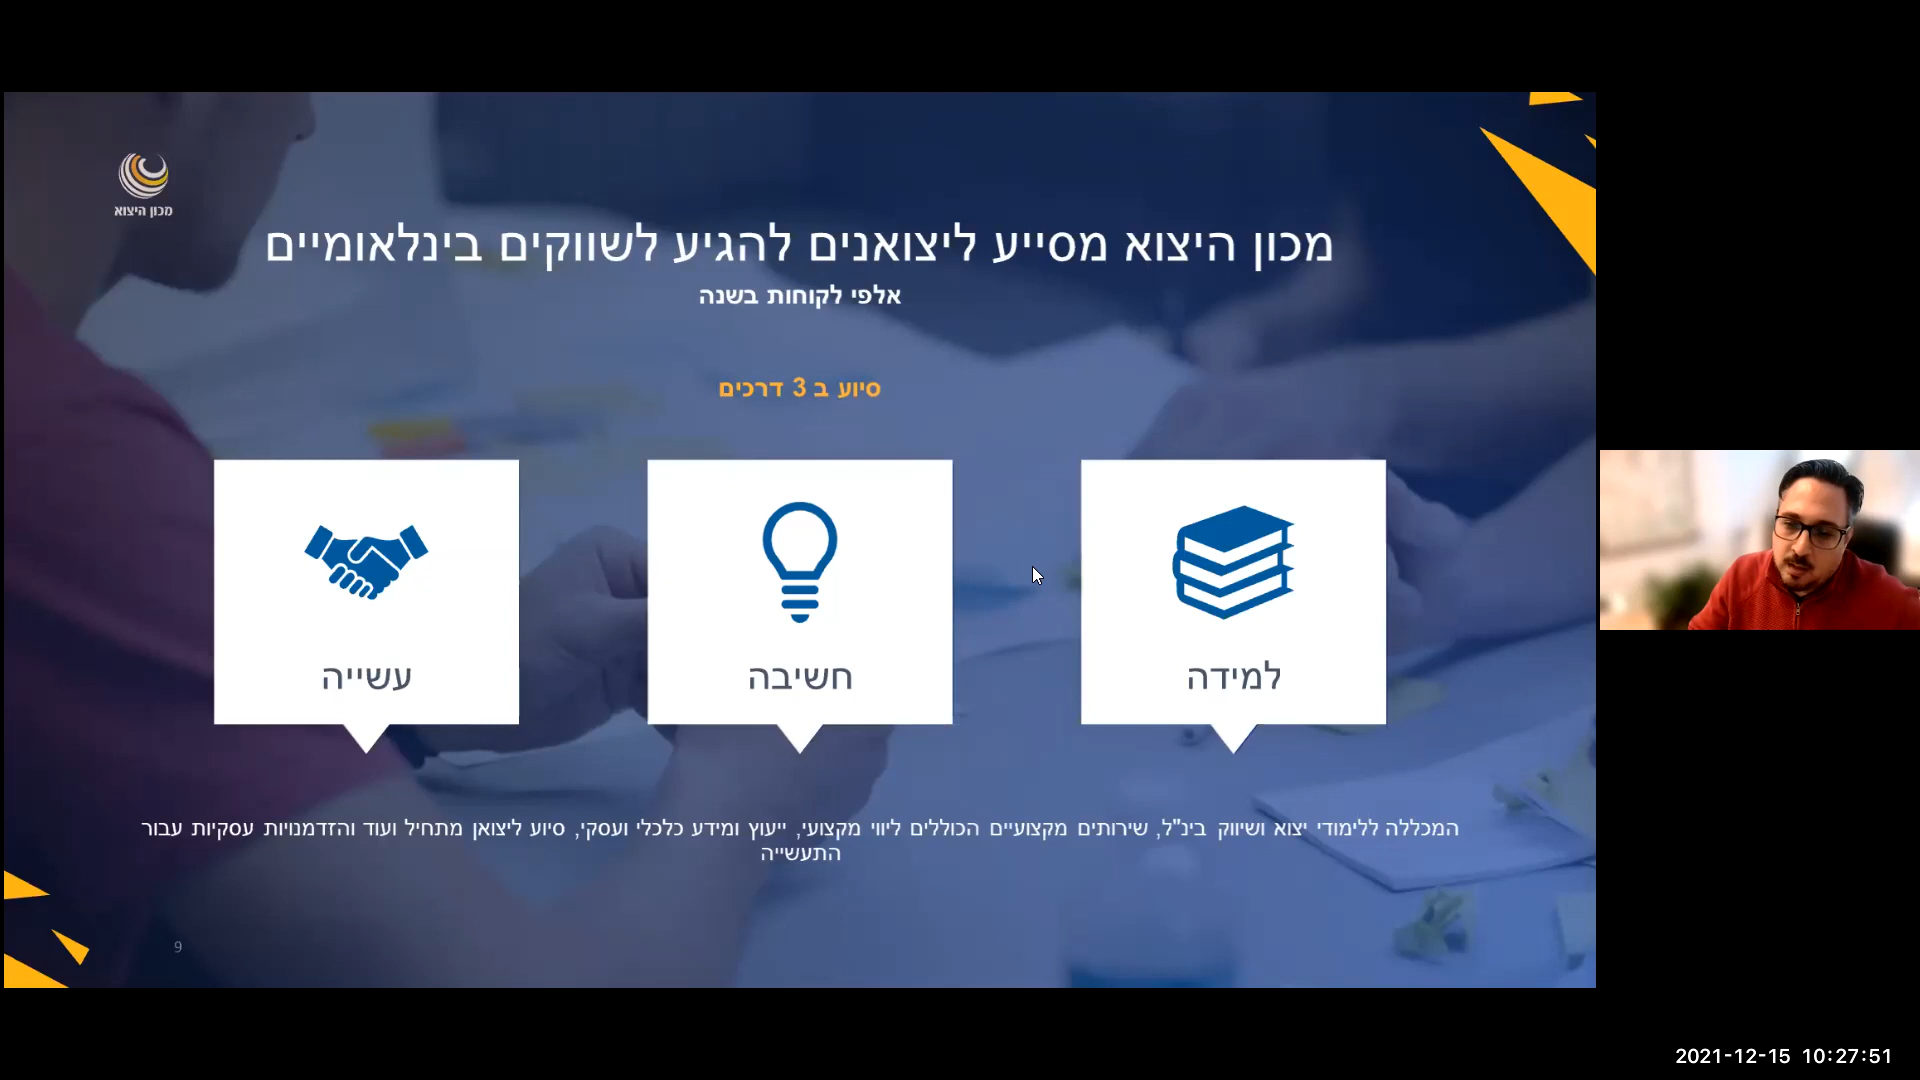 מכון היצוא
מכון היצוא מסייע ליצואנים להגיע לשווקים בינלאומיים
אלפי לקוחות בשנה
סיוע ב 3 דרכים
למידה
חשיבה
עשייה
המכללה ללימודי יצוא ושיווק בינ"ל, שירותים מקצועיים הכוללים ליווי מקצועי, ייעוץ ומידע כלכלי ועסקי, סיוע ליצואן מתחיל ועוד והזדמנויות עסקיות עבור
התעשייה
9
2021-12-15 10:27:51